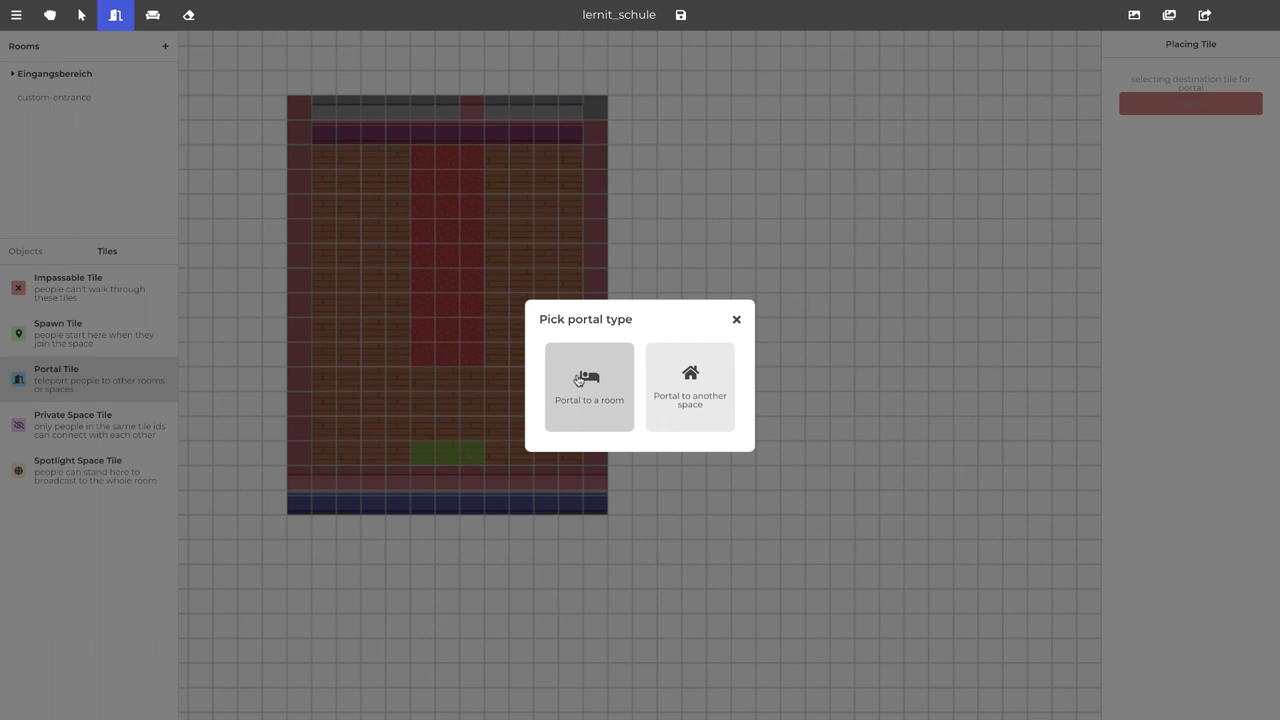 lernit_schule
Rooms +
Eingangsbereich
custom-entrance
Objects Tiles
Impassable Tile
people can't walk through
these tiles
Spawn Tile
people start here when they
join the space
Portal Tile
teleport people to other rooms
or spaces
Private Space Tile
only people in the same tile ids
can connect with each other
Spotlight Space Tile
people can stand here to
broadcast to the whole room
Pick portal type
Portal to a room
Portal to another
space
Placing Tile
selecting destination tile for
portal